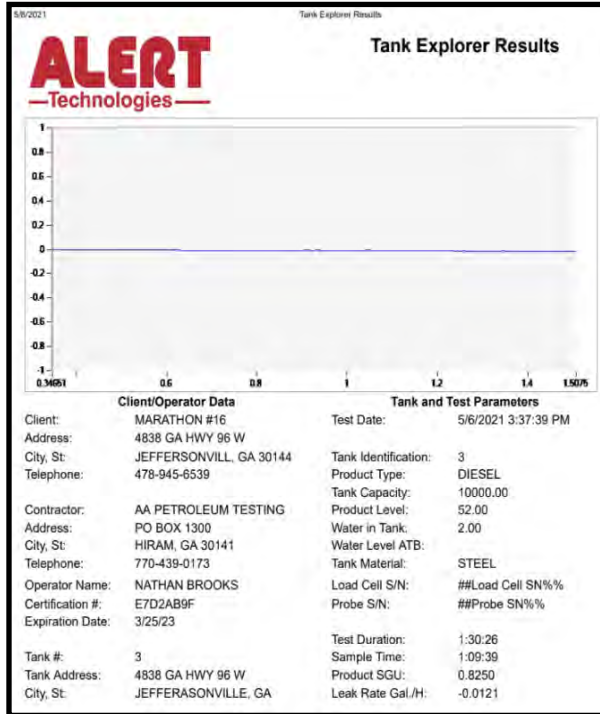 5/8/2021 Tank Explorer Results
ALERT
Technologies
Tank Explorer Results
1
0.8
0.6
0.4
0.2
0
-0.2
-0.4
-0.6
-0.8
-1
0.34651 0.6 0.8 1 1.2 1.4 1.5075
Client/Operator Data
Client: MARATHON #16
Address: 4838 GA HWY 96 W
City, St: JEFFERSONVILL, GA 30144
Telephone: 478-945-6539
Contractor: AA PETROLEUM TESTING
Address: PO BOX 1300
City, St: HIRAM, GA 30141
Telephone: 770-439-0173
Operator Name: NATHAN BROOKS
Certification #: E7D2AB9F
Expiration Date: 3/25/23
Tank #: 3
Tank Address: 4838 GA HWY 96 W
City, St: JEFFERASONVILLE, GA
Tank and Test Parameters
Test Date: 5/6/2021 3:37:39 PM
Tank Identification: 3
Product Type: DIESEL
Tank Capacity: 10000.00
Product Level: 52.00
Water in Tank: 2.00
Water Level ATB:
Tank Material: STEEL
Load Cell S/N: ##Load Cell SN%%
Probe S/N: ##Probe SN%%
Test Duration: 1:30:26
Sample Time: 1:09:39
Product SGU: 0.8250
Leak Rate Gal./H: -0.0121